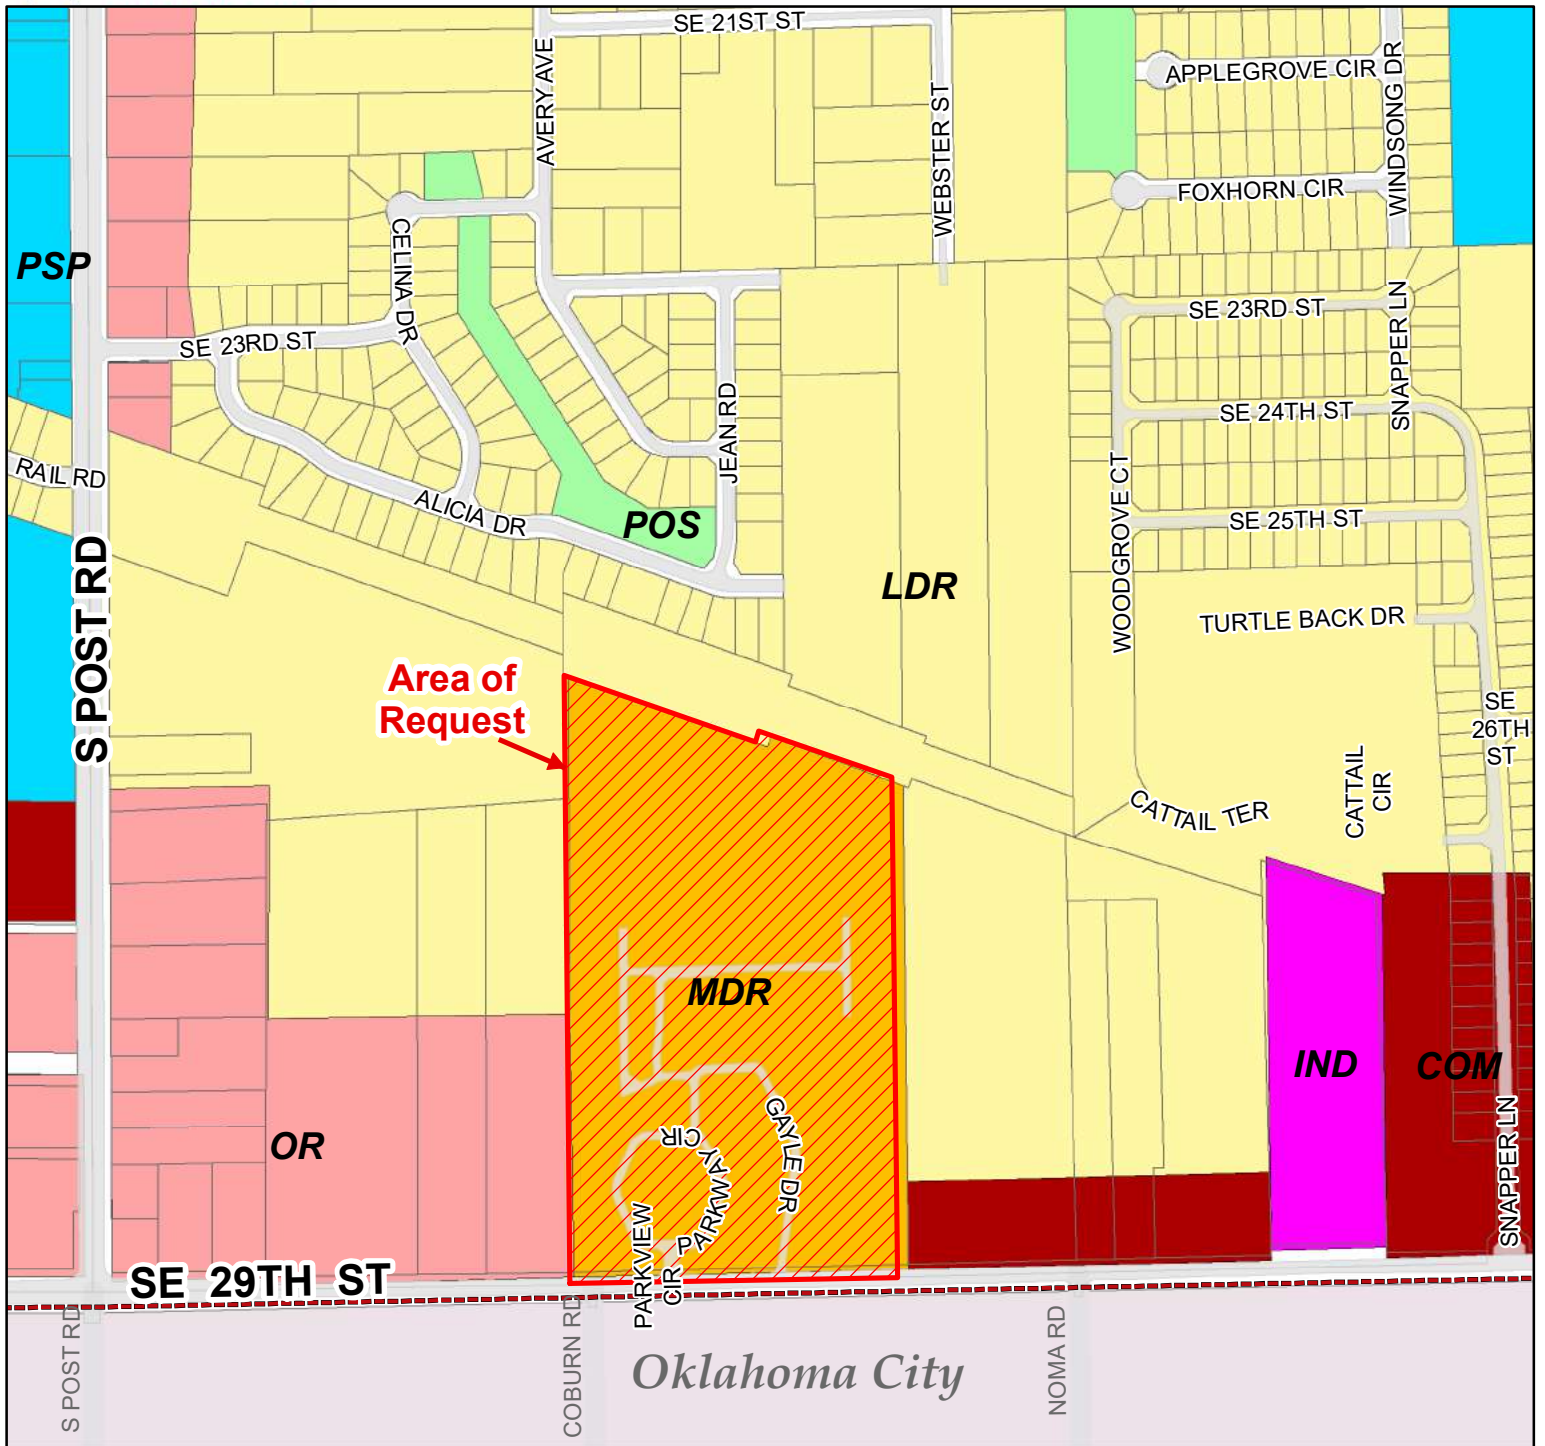 SE 21ST ST
AVERY AVE
WEBSTER ST
APPLEGROVE CIR
WINDSONG DR
FOXHORN CIR
PSP
CELINA DR
SE 23RD ST
SE 23RD ST
SNAPPER LN
SE 24TH ST
JEAN RD
RAIL RD
ALICIA DR
POS
SE 25TH ST
WOODGROVE CT
S POST RD
LDR
TURTLE BACK DR
Area of
Request
SE
26TH
ST
CATTAIL TER
CATTAIL
CIR
MDR
IND
COM
OR
GAYLE DR
PARKWAY
CIR
PARKVIEW
CIR
SNAPPER LN
SE 29TH ST
S POST RD
COBURN RD
NOMA RD
Oklahoma City